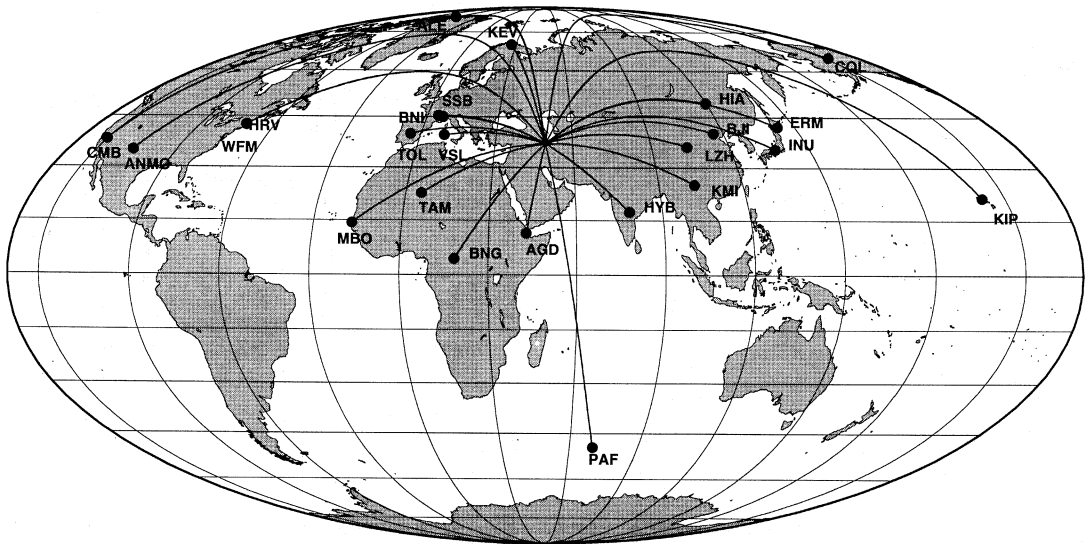 ALE
KEV
COL
HIA
SSB
BNI
HRV
ERM
BJI
INU
WFM
CMB
ANMO
TOL
VSL
LZH
KMI
TAM
HYB
KIP
MBO
BNG
AGD
PAF